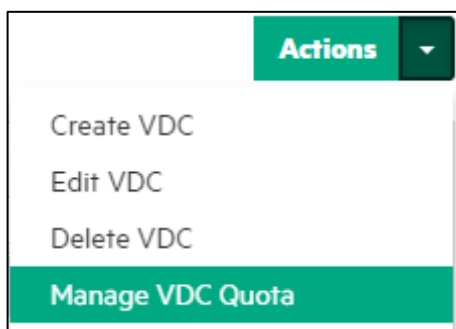 Actions
Create VDC
Edit VDC
Delete VDC
Manage VDC Quota